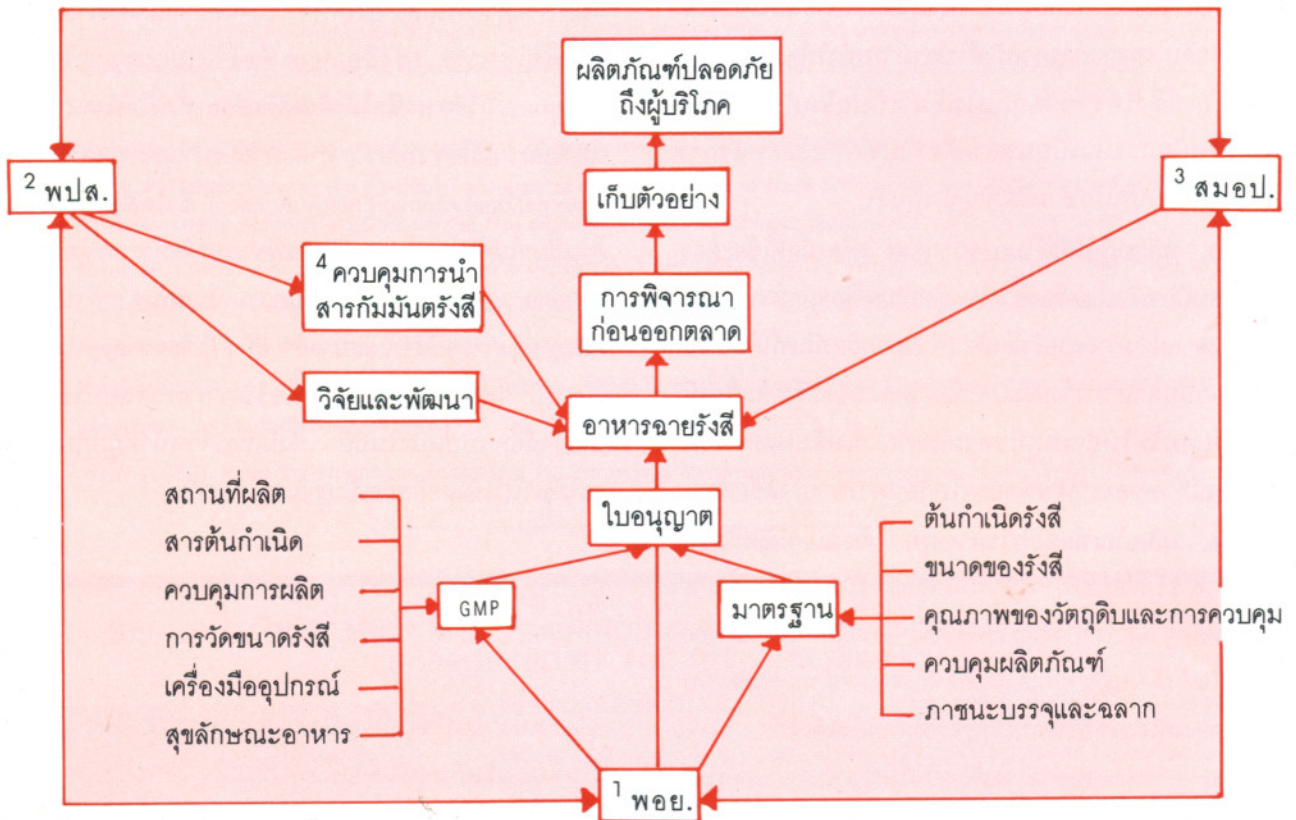 ผลิตภัณฑ์ปลอดภัย
ถึงผู้บริโภค
2 พปส.
เก็บตัวอย่าง
3 สมอป.
4 ควบคุมการนำ
สารกัมมันตรังสี
การพิจารณา
ก่อนออกตลาด
วิจัยและพัฒนา
อาหารฉายรังสี
สถานที่ผลิต
สารต้นกำเนิด
ควบคุมการผลิต
การวัดขนาดรังสี
เครื่องมืออุปกรณ์
สุขลักษณะอาหาร
ใบอนุญาต
GMP
มาตรฐาน
ต้นกำเนิดรังสี
ขนาดของรังสี
คุณภาพของวัตถุดิบและการควบคุม
ควบคุมผลิตภัณฑ์
ภาชนะบรรจุและฉลาก
1 พอย.